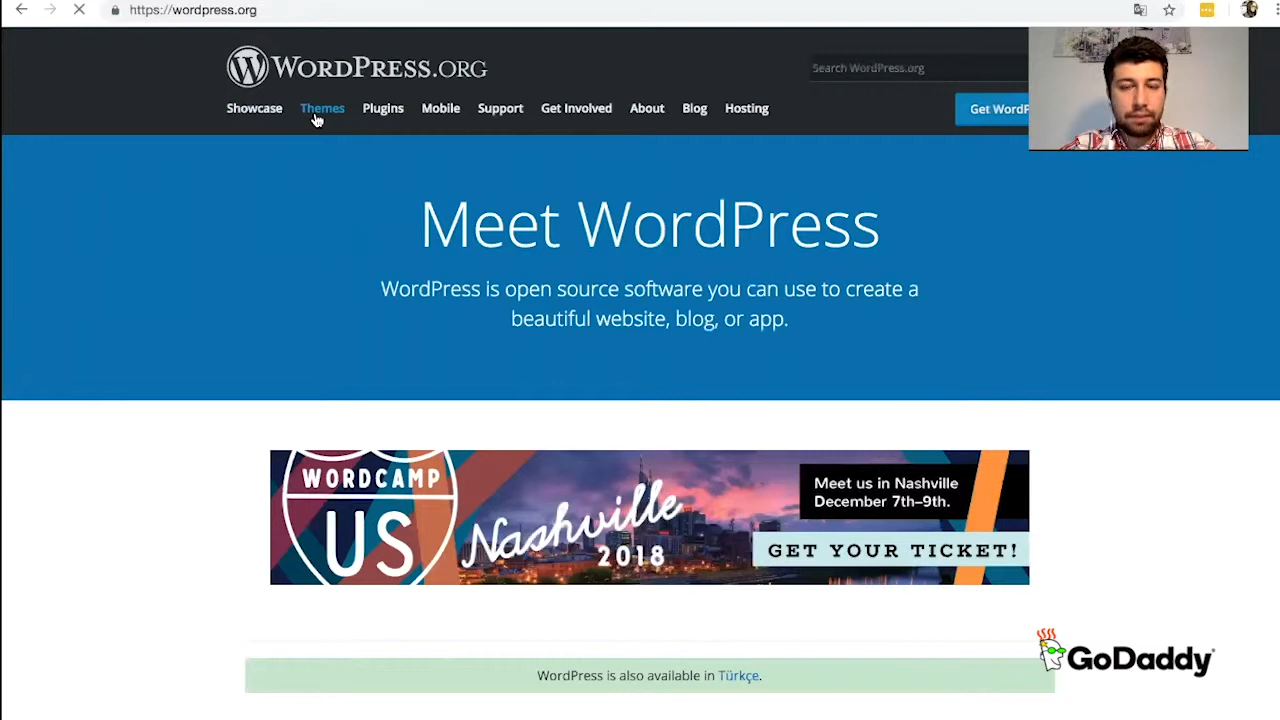 https://wordpress.org
WORDPRESS.ORG
Search WordPress.org
Showcase Themes Plugins Mobile Support Get Involved About Blog Hosting
Meet WordPress
WordPress is open source software you can use to create a
beautiful website, blog, or app.
WORDCAMP
US
Nashville
2018
Meet us in Nashville
December 7th–9th.
GET YOUR TICKET!
WordPress is also available in Türkçe.
GoDaddy